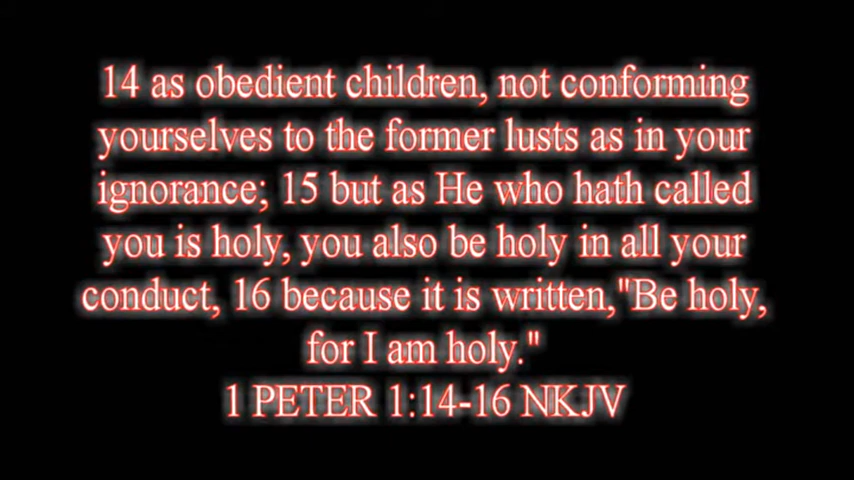 14 as obedient children, not conforming
yourselves to the former lusts as in your
ignorance; 15 but as He who hath called
you is holy, you also be holy in all your
conduct, 16 because it is written,"Be holy,
for I am holy."
1 PETER 1:14-16 NKJV